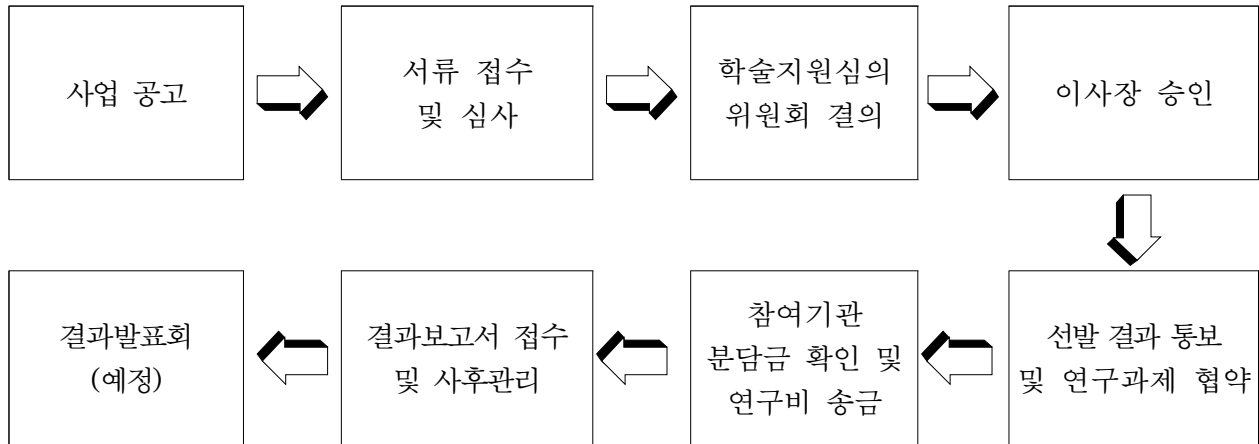 사업 공고
서류 접수
및 심사
학술지원심의
위원회 결의
이사장 승인
선발 결과 통보
및 연구과제 협약
참여기관
분담금 확인 및
연구비 송금
결과보고서 접수
및 사후관리
결과발표회
(예정)